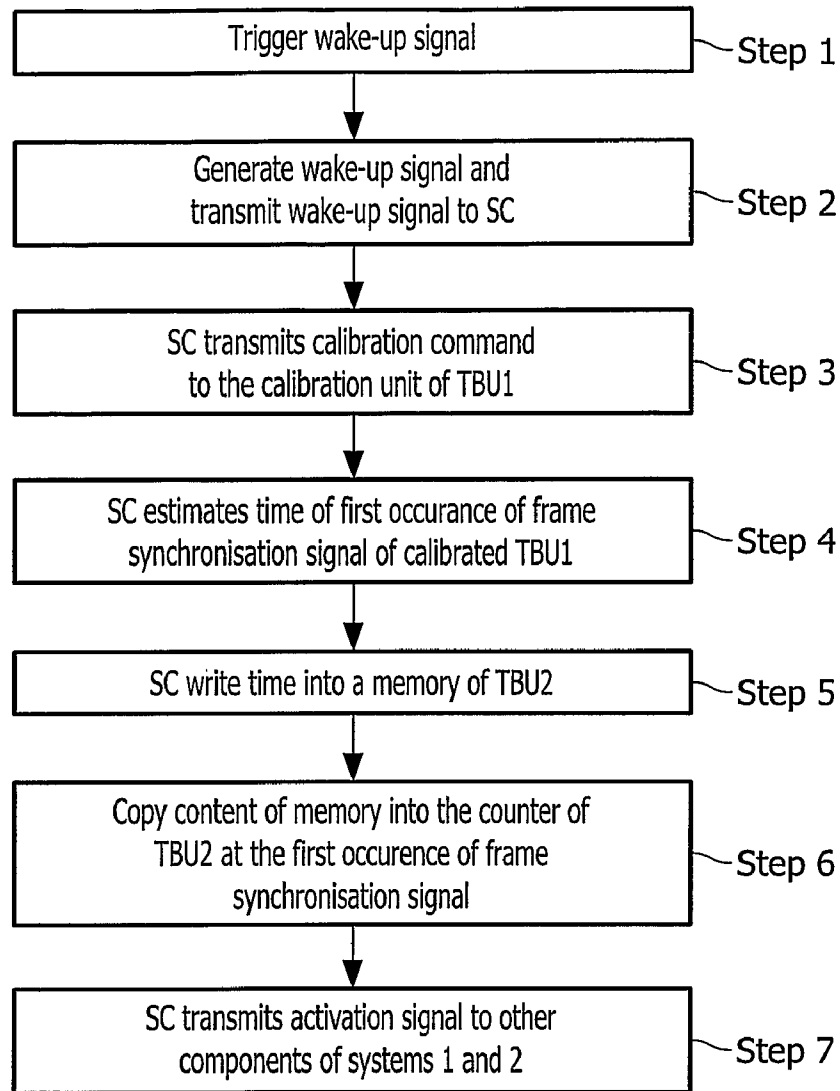 Trigger wake-up signal
Step 1
Generate wake-up signal and
transmit wake-up signal to SC
Step 2
SC transmits calibration command
to the calibration unit of TBU1
Step 3
SC estimates time of first occurance of frame
synchronisation signal of calibrated TBU1
Step 4
SC write time into a memory of TBU2
Step 5
Copy content of memory into the counter of
TBU2 at the first occurence of frame
synchronisation signal
Step 6
SC transmits activation signal to other
components of systems 1 and 2
Step 7